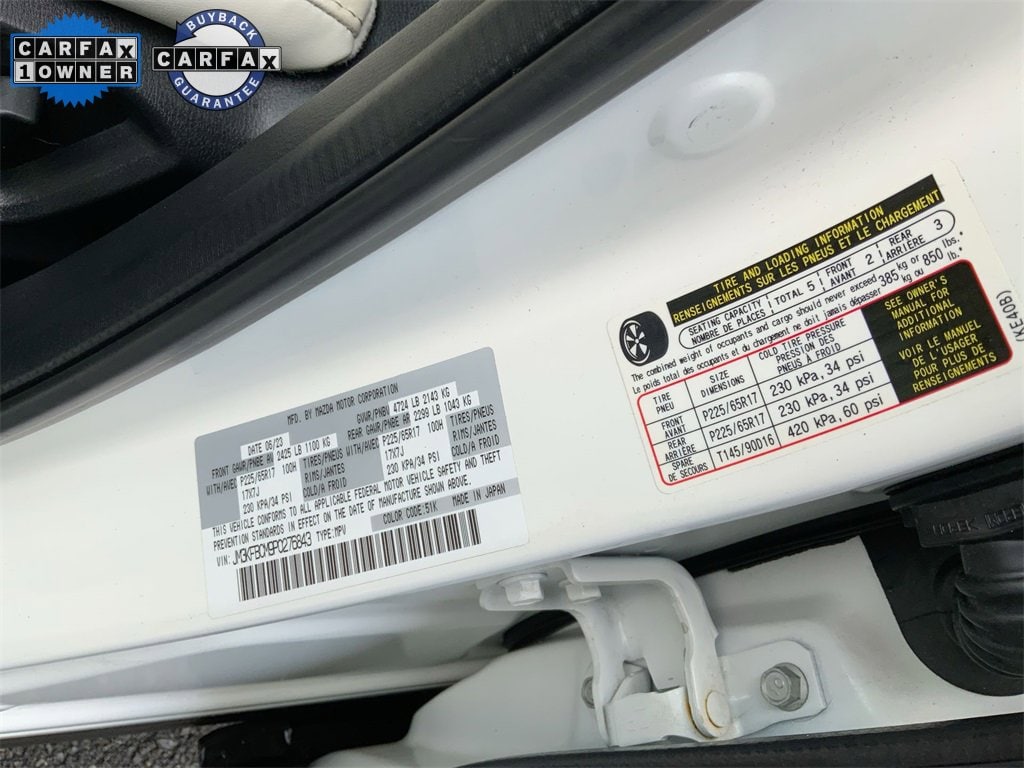 CARFAX
1 OWNER
BUYBACK
CARFAX
GUARANTEE
TIRE AND LOADING INFORMATION
RENSEIGNEMENTS SUR LES PNEUS ET LE CHARGEMENT
SEATING CAPACITY TOTAL 5 FRONT 2 REAR 3
NOMBRE DE PLACES AVANT ARRIÈRE
The combined weight of occupants and cargo should never exceed 385 kg or 850 lbs.
Le poids total des occupants et du chargement ne doit jamais dépasser kg ou lb.
TIRE SIZE COLD TIRE PRESSURE
PNEU DIMENSIONS PRESSION DES
PNEUS À FROID
FRONT
AVANT P225/65R17 230 kPa, 34 psi
REAR
ARRIÈRE P225/65R17 230 kPa, 34 psi
SPARE
DE SECOURS T145/90D16 420 kPa, 60 psi
SEE OWNER'S
MANUAL FOR
ADDITIONAL
INFORMATION
VOIR LE MANUEL
DE L'USAGER
POUR PLUS DE
RENSEIGNEMENTS
(KE40B)
MFD. BY MAZDA MOTOR CORPORATION
DATE 06/23 GVWR/PNBV 4724 LB 2143 KG
FRONT GAWR/PNBE AV 2425 LB 1100 KG REAR GAWR/PNBE AR 2299 LB 1043 KG
WITH/AVEC P225/65R17 100H TIRES/PNEUS WITH/AVEC P225/65R17 100H TIRES/PNEUS
17X7J RIMS/JANTES 17X7J RIMS/JANTES
230 KPA/34 PSI COLD/A FROID 230 KPA/34 PSI COLD/A FROID
THIS VEHICLE CONFORMS TO ALL APPLICABLE FEDERAL MOTOR VEHICLE SAFETY AND THEFT
PREVENTION STANDARDS IN EFFECT ON THE DATE OF MANUFACTURE SHOWN ABOVE.
COLOR CODE:51K MADE IN JAPAN
VIN: TYPE:MPV